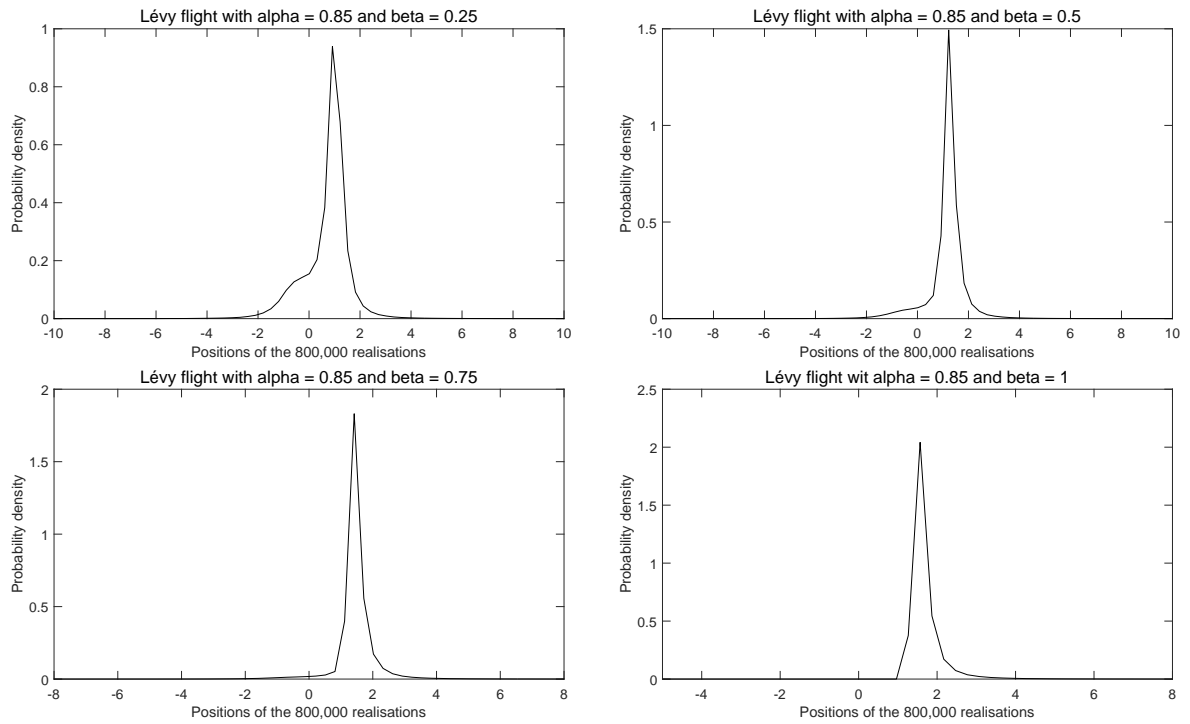 Lévy flight with alpha = 0.85 and beta = 0.25
1
0.8
0.6
0.4
0.2
0
Probability density
-10 -8 -6 -4 -2 0 2 4 6 8 10
Positions of the 800,000 realisations
Lévy flight with alpha = 0.85 and beta = 0.5
1.5
1
0.5
0
Probability density
-10 -8 -6 -4 -2 0 2 4 6 8 10
Positions of the 800,000 realisations
Lévy flight with alpha = 0.85 and beta = 0.75
2
1.5
1
0.5
0
Probability density
-8 -6 -4 -2 0 2 4 6 8
Positions of the 800,000 realisations
Lévy flight wit alpha = 0.85 and beta = 1
2.5
2
1.5
1
0.5
0
Probability density
-4 -2 0 2 4 6 8
Positions of the 800,000 realisations